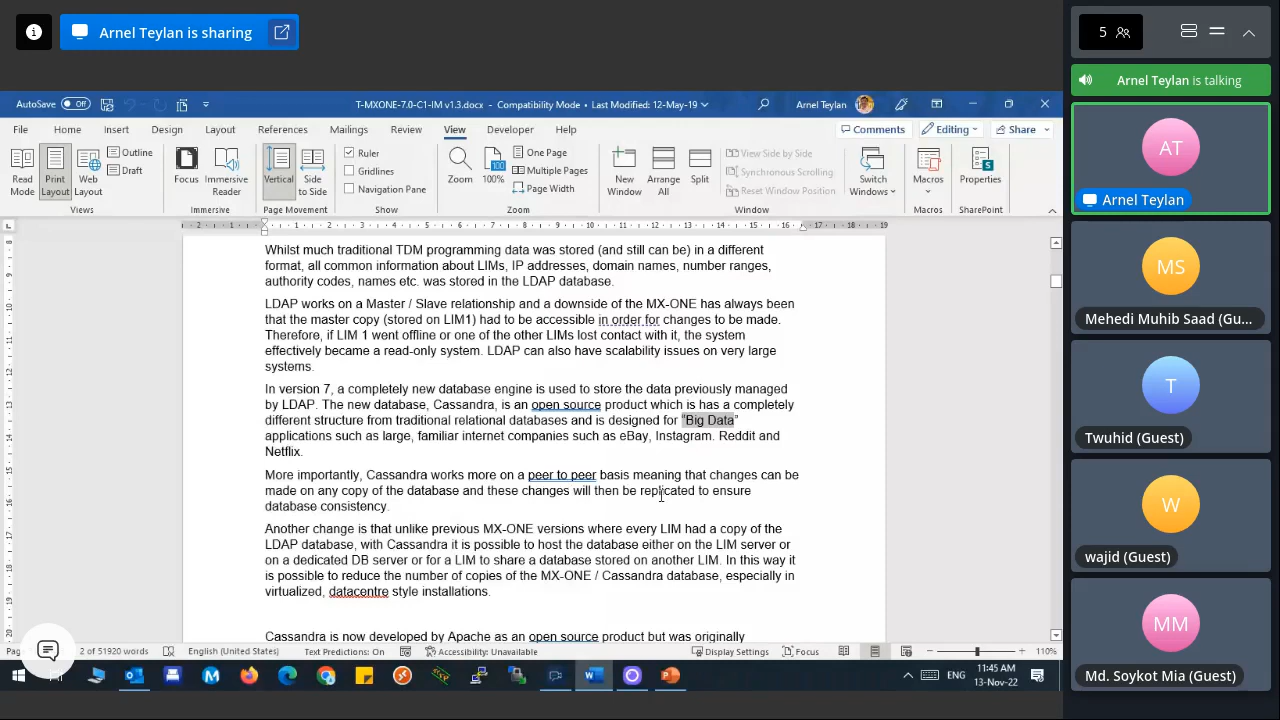 Arnel Teylan is sharing
5
Arnel Teylan is talking
AutoSave Off
T-MXONE-7.0-C1-IM v1.3.docx - Compatibility Mode • Last Modified: 12-May-19
Arnel Teylan
File Home Insert Design Layout References Mailings Review View Developer Help
Comments Editing Share
Read Mode
Print Layout
Web Layout
Outline
Draft
Views
Focus
Immersive Reader
Immersive
Vertical
Side to Side
Page Movement
Ruler
Gridlines
Navigation Pane
Show
Zoom
100%
One Page
Multiple Pages
Page Width
Zoom
New Window
Arrange All
Split
View Side by Side
Synchronous Scrolling
Reset Window Position
Switch Windows
Window
Macros
Macros
Properties
SharePoint
Whilst much traditional TDM programming data was stored (and still can be) in a different
format, all common information about LIMs, IP addresses, domain names, number ranges,
authority codes, names etc. was stored in the LDAP database.
LDAP works on a Master / Slave relationship and a downside of the MX-ONE has always been
that the master copy (stored on LIM1) had to be accessible in order for changes to be made.
Therefore, if LIM 1 went offline or one of the other LIMs lost contact with it, the system
effectively became a read-only system. LDAP can also have scalability issues on very large
systems.
In version 7, a completely new database engine is used to store the data previously managed
by LDAP. The new database, Cassandra, is an open source product which is has a completely
different structure from traditional relational databases and is designed for “Big Data”
applications such as large, familiar internet companies such as eBay, Instagram. Reddit and
Netflix.
More importantly, Cassandra works more on a peer to peer basis meaning that changes can be
made on any copy of the database and these changes will then be replicated to ensure
database consistency.
Another change is that unlike previous MX-ONE versions where every LIM had a copy of the
LDAP database, with Cassandra it is possible to host the database either on the LIM server or
on a dedicated DB server or for a LIM to share a database stored on another LIM. In this way it
is possible to reduce the number of copies of the MX-ONE / Cassandra database, especially in
virtualized, datacentre style installations.
Cassandra is now developed by Apache as an open source product but was originally
2 of 51920 words English (United States) Text Predictions: On Accessibility: Unavailable Display Settings Focus 110%
ENG
11:45 AM
13-Nov-22
AT
Arnel Teylan
MS
Mehedi Muhib Saad (Gu...
T
Twuhid (Guest)
W
wajid (Guest)
MM
Md. Soykot Mia (Guest)